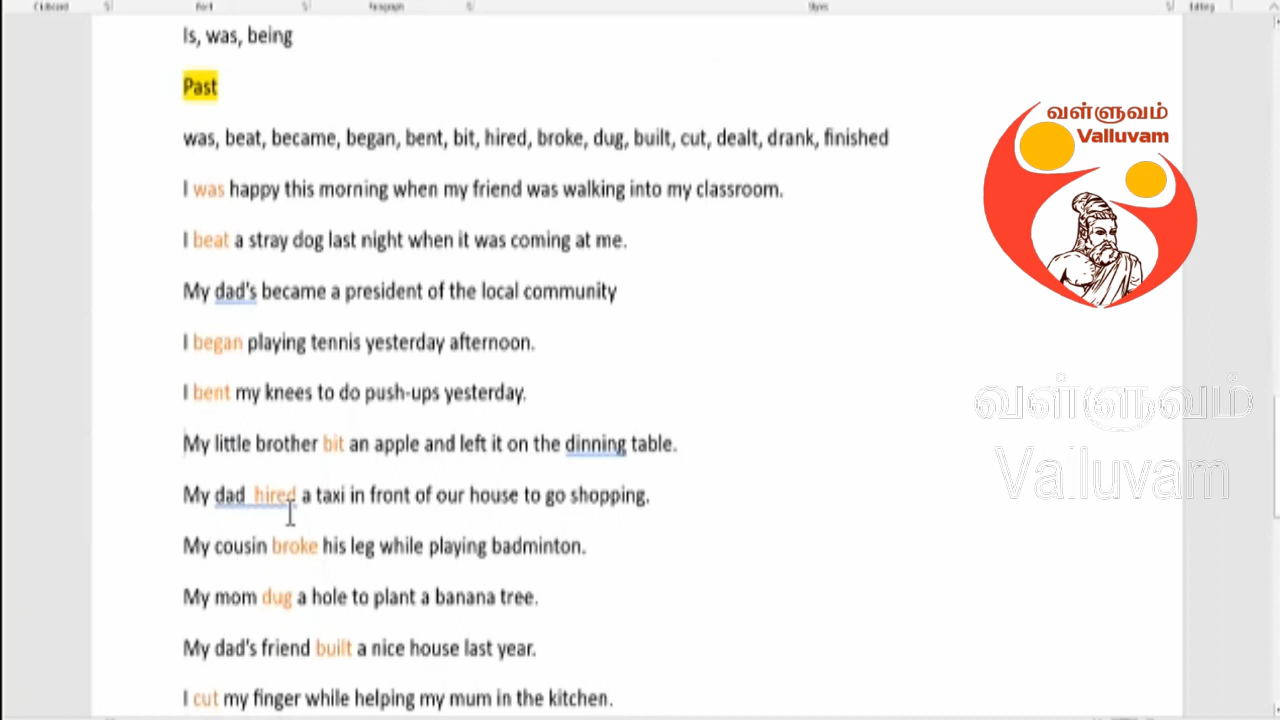 Clipboard Font Paragraph Styles Editing
Is, was, being
Past
was, beat, became, began, bent, bit, hired, broke, dug, built, cut, dealt, drank, finished
I was happy this morning when my friend was walking into my classroom.
I beat a stray dog last night when it was coming at me.
My dad's became a president of the local community
I began playing tennis yesterday afternoon.
I bent my knees to do push-ups yesterday.
My little brother bit an apple and left it on the dinning table.
My dad hired a taxi in front of our house to go shopping.
My cousin broke his leg while playing badminton.
My mom dug a hole to plant a banana tree.
My dad's friend built a nice house last year.
I cut my finger while helping my mum in the kitchen.
வள்ளுவம்
Valluvam
வள்ளுவம்
Valluvam